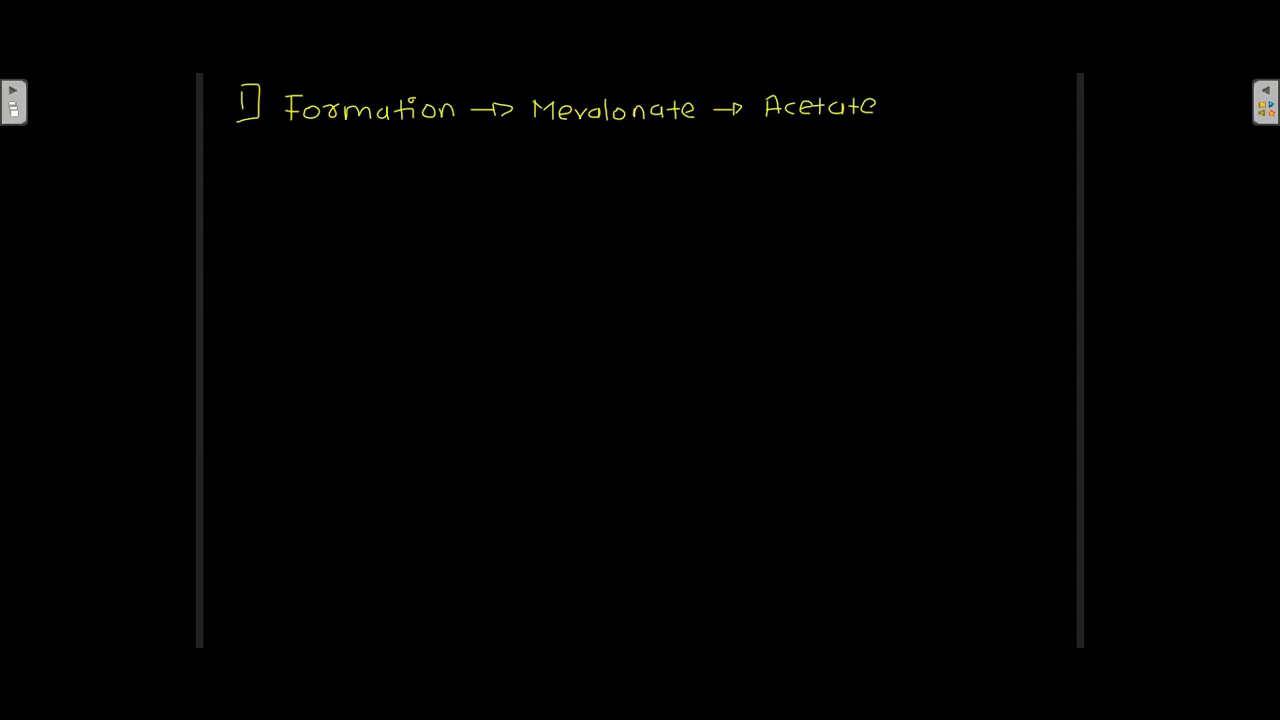 1] Formation → Mevalonate → Acetate